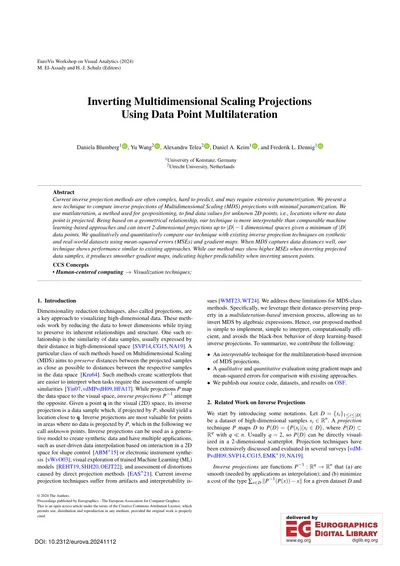 EuroVis Workshop on Visual Analytics (2024)
M. El-Assady and H.-J. Schulz (Editors)
Inverting Multidimensional Scaling Projections
Using Data Point Multilateration
Daniela Blumberg1, Yu Wang2, Alexandru Telea2, Daniel A. Keim1, and Frederik L. Dennig1
1University of Konstanz, Germany
2Utrecht University, Netherlands
Abstract
Current inverse projection methods are often complex, hard to predict, and may require extensive parametrization. We present a
new technique to compute inverse projections of Multidimensional Scaling (MDS) projections with minimal parametrization. We
use mutilateration, a method used for geopositioning, to find data values for unknown 2D points, i.e., locations where no data
point is projected. Being based on a geometrical relationship, our technique is more interpretable than comparable machine
learning-based approaches and can invert 2-dimensional projections up to |D| − 1 dimensional spaces given a minimum of |D|
data points. We qualitatively and quantitatively compare our technique with existing inverse projection techniques on synthetic
and real-world datasets using mean-squared errors (MSEs) and gradient maps. When MDS captures data distances well, our
technique shows performance similar to existing approaches. While our method may show higher MSEs when inverting projected
data samples, it produces smoother gradient maps, indicating higher predictability when inverting unseen points.
CCS Concepts
• Human-centered computing → Visualization techniques;
1. Introduction
Dimensionality reduction techniques, also called projections, are
a key approach to visualizing high-dimensional data. These meth-
ods work by reducing the data to lower dimensions while trying
to preserve its inherent relationships and structure. One such re-
lationship is the similarity of data samples, usually expressed by
their distance in high-dimensional space [SVP14,CG15,NA19]. A
particular class of such methods based on Multidimensional Scaling
(MDS) aims to preserve distances between the projected samples
as close as possible to distances between the respective samples
in the data space [Kru64]. Such methods create scatterplots that
are easier to interpret when tasks require the assessment of sample
similarities [Yin07,vdMPvdH09,HFA17]. While projections P map
the data space to the visual space, inverse projections P−1 attempt
the opposite. Given a point q in the visual (2D) space, its inverse
projection is a data sample which, if projected by P, should yield a
location close to q. Inverse projections are most valuable for points
in areas where no data is projected by P, which in the following we
call unknown points. Inverse projections can be used as a genera-
tive model to create synthetic data and have multiple applications,
such as user-driven data interpolation based on interaction in a 2D
space for shape control [ABM∗15] or electronic instrument synthe-
sis [vWvO03], visual exploration of trained Machine Learning (ML)
models [REHT19,SHH20,OEJT22]; and assessment of distortions
caused by direct projection methods [EAS∗21]. Current inverse
projection techniques suffer from artifacts and interpretability is-
sues [WMT23,WT24]. We address these limitations for MDS-class
methods. Specifically, we leverage their distance-preserving prop-
erty in a multilateration-based inversion process, allowing us to
invert MDS by algebraic expressions. Hence, our proposed method
is simple to implement, simple to interpret, computationally effi-
cient, and avoids the black-box behavior of deep learning-based
inverse projections. To summarize, we contribute the following:
• An interpretable technique for the multilateration-based inversion
of MDS projections.
• A qualitative and quantitative evaluation using gradient maps and
mean-squared errors for comparison with existing approaches.
• We publish our source code, datasets, and results on OSF.
2. Related Work on Inverse Projections
We start by introducing some notations. Let D = {xi}1≤i≤|D|
be a dataset of high-dimensional samples xi ∈ ℝn. A projection
technique P maps D to P(D) = {P(xi)|xi ∈ D}, where P(D) ⊂
ℝq with q ≪ n. Usually q = 2, so P(D) can be directly visual-
ized in a 2-dimensional scatterplot. Projection techniques have
been extensively discussed and evaluated in several surveys [vdM-
PvdH09,SVP14,CG15,EMK∗19,NA19].
Inverse projections are functions P−1 : ℝq → ℝn that (a) are
smooth (needed by applications as interpolation); and (b) minimize
a cost of the type ∑x∈D ‖P−1(P(x)) − x‖2 for a given dataset D and
© 2024 The Authors.
Proceedings published by Eurographics - The European Association for Computer Graphics.
This is an open access article under the terms of the Creative Commons Attribution License, which
permits use, distribution and reproduction in any medium, provided the original work is properly
cited.
DOI: 10.2312/eurova.20241112
delivered by
EG EUROGRAPHICS
DIGITAL LIBRARY
www.eg.org
diglib.eg.org